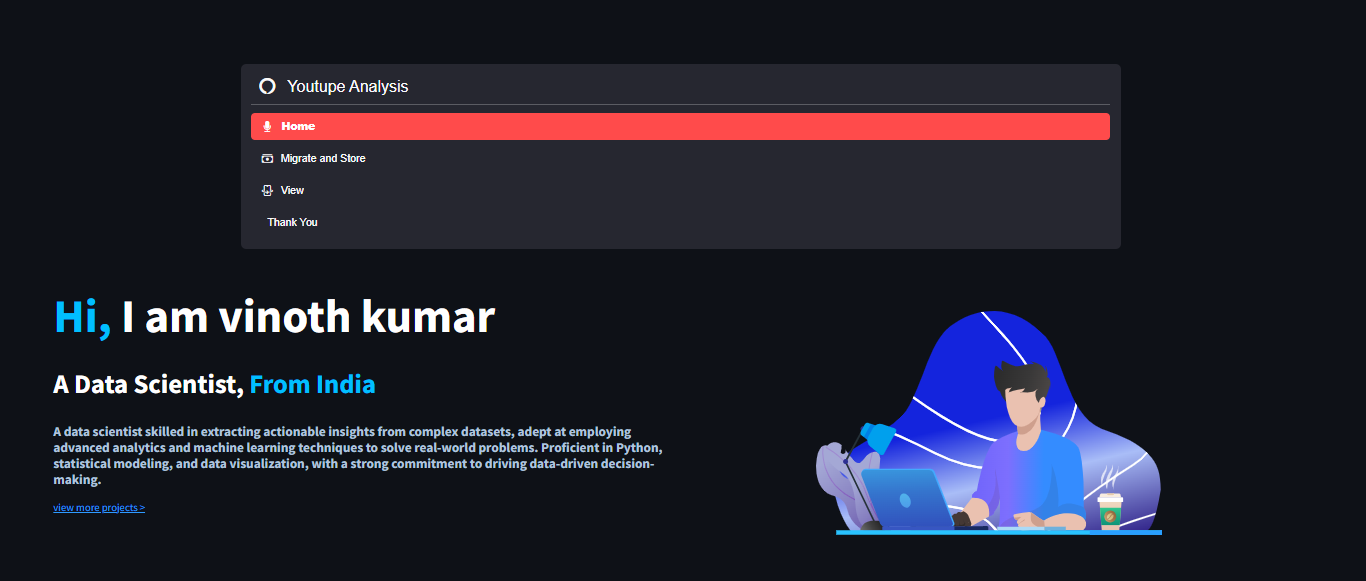 Youtupe Analysis
Home
Migrate and Store
View
Thank You
Hi, I am vinoth kumar
A Data Scientist, From India
A data scientist skilled in extracting actionable insights from complex datasets, adept at employing
advanced analytics and machine learning techniques to solve real-world problems. Proficient in Python,
statistical modeling, and data visualization, with a strong commitment to driving data-driven decision-
making.
view more projects >